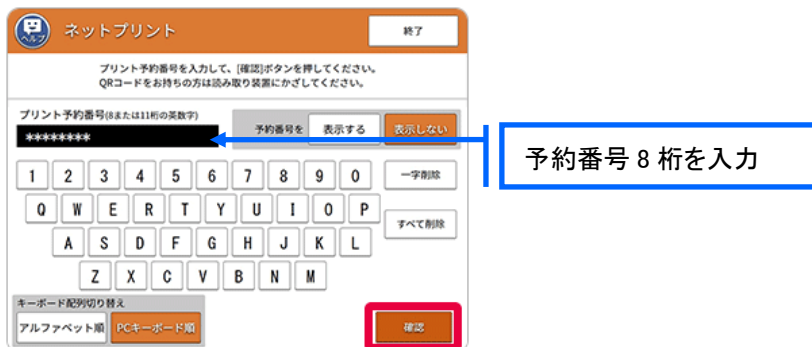 ヘルプ
ネットプリント
終了
プリント予約番号を入力して、[確認]ボタンを押してください。
QRコードをお持ちの方は読み取り装置にかざしてください。
プリント予約番号(8または11桁の英数字)
********
予約番号を 表示する 表示しない
予約番号 8 桁を入力
1 2 3 4 5 6 7 8 9 0 一字削除
Q W E R T Y U I O P
すべて削除
A S D F G H J K L
Z X C V B N M
キーボード配列切り替え
アルファベット順 PCキーボード順
確認